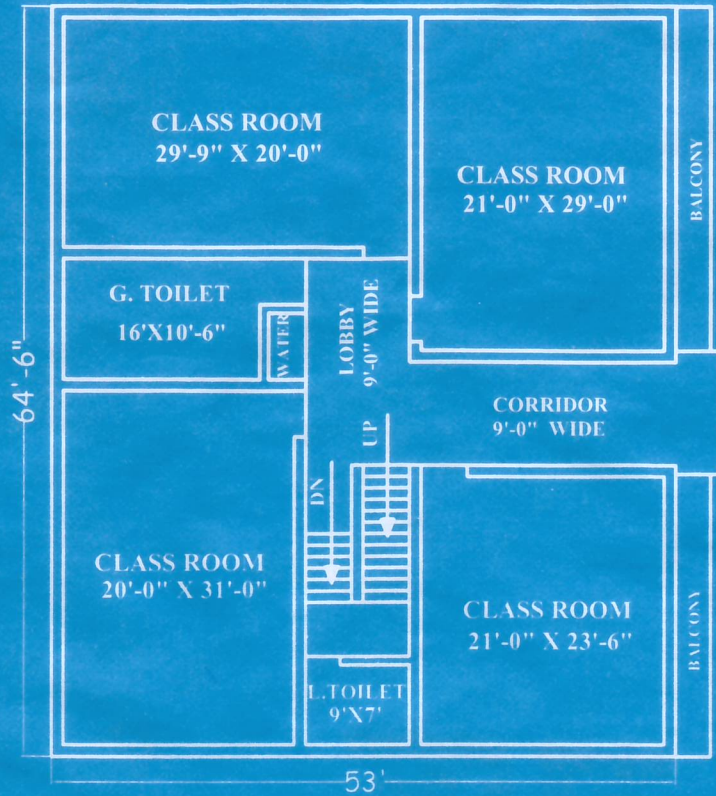 CLASS ROOM
29'-9" X 20'-0"
CLASS ROOM
21'-0" X 29'-0"
BALCONY
G. TOILET
16'X10'-6"
WATER
LOBBY
9'-0" WIDE
64'-6"
CORRIDOR
9'-0" WIDE
UP
DN
CLASS ROOM
20'-0" X 31'-0"
CLASS ROOM
21'-0" X 23'-6"
BALCONY
L.TOILET
9'X7'
53'